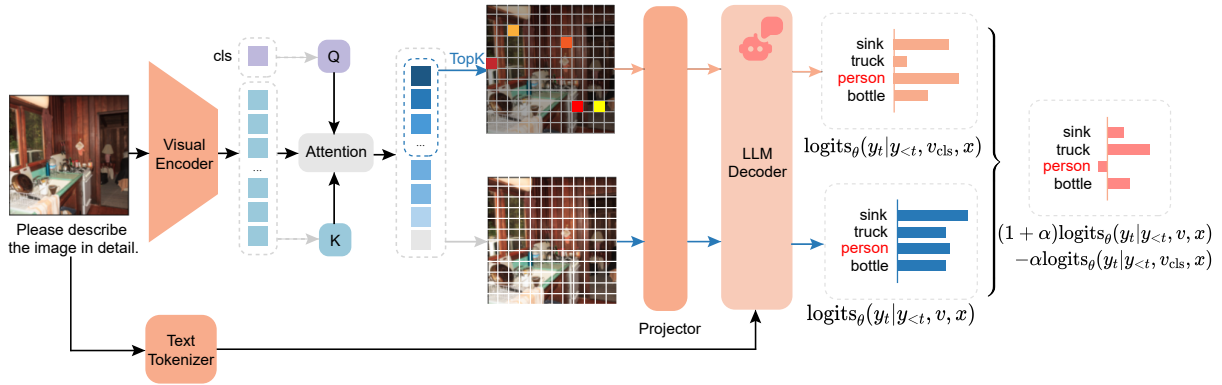 cls
Q
TopK
Visual
Encoder
...
Attention
...
K
Please describe
the image in detail.
Text
Tokenizer
Projector
LLM
Decoder
sink
truck
person
bottle
logits_θ(y_t|y_{<t}, v_cls, x)
sink
truck
person
bottle
logits_θ(y_t|y_{<t}, v, x)
sink
truck
person
bottle
(1 + α)logits_θ(y_t|y_{<t}, v, x)
−αlogits_θ(y_t|y_{<t}, v_cls, x)